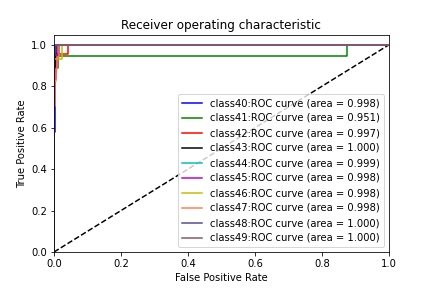 Receiver operating characteristic
True Positive Rate
1.0
0.8
0.6
0.4
0.2
0.0
class40:ROC curve (area = 0.998)
class41:ROC curve (area = 0.951)
class42:ROC curve (area = 0.997)
class43:ROC curve (area = 1.000)
class44:ROC curve (area = 0.999)
class45:ROC curve (area = 0.998)
class46:ROC curve (area = 0.998)
class47:ROC curve (area = 0.998)
class48:ROC curve (area = 1.000)
class49:ROC curve (area = 1.000)
0.0 0.2 0.4 0.6 0.8 1.0
False Positive Rate